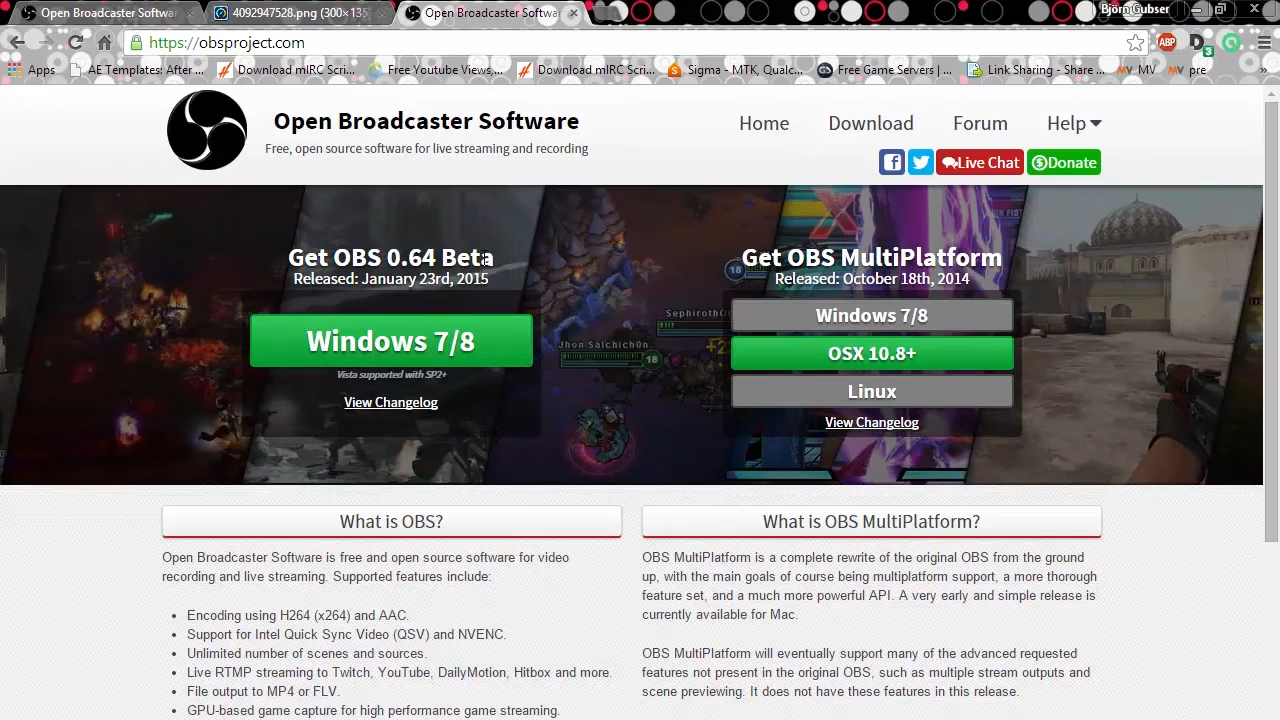 Open Broadcaster Softwa
4092947528.png (300×135
Open Broadcaster Softwa
Björn Gubser
https://obsproject.com
ABP
3
Apps
AE Templates: After ...
Download mIRC Scri...
Free Youtube Views,...
Download mIRC Scri...
Sigma - MTK, Qualc...
Free Game Servers | ...
Link Sharing - Share ...
MV
pre
»
Open Broadcaster Software
Free, open source software for live streaming and recording
Home
Download
Forum
Help
Live Chat
Donate
Get OBS 0.64 Beta
Released: January 23rd, 2015
Windows 7/8
Vista supported with SP2+
View Changelog
Get OBS MultiPlatform
Released: October 18th, 2014
Windows 7/8
OSX 10.8+
Linux
View Changelog
18
Jhon Salchich0n
18
What is OBS?
Open Broadcaster Software is free and open source software for video
recording and live streaming. Supported features include:
• Encoding using H264 (x264) and AAC.
• Support for Intel Quick Sync Video (QSV) and NVENC.
• Unlimited number of scenes and sources.
• Live RTMP streaming to Twitch, YouTube, DailyMotion, Hitbox and more.
• File output to MP4 or FLV.
• GPU-based game capture for high performance game streaming.
What is OBS MultiPlatform?
OBS MultiPlatform is a complete rewrite of the original OBS from the ground
up, with the main goals of course being multiplatform support, a more thorough
feature set, and a much more powerful API. A very early and simple release is
currently available for Mac.
OBS MultiPlatform will eventually support many of the advanced requested
features not present in the original OBS, such as multiple stream outputs and
scene previewing. It does not have these features in this release.